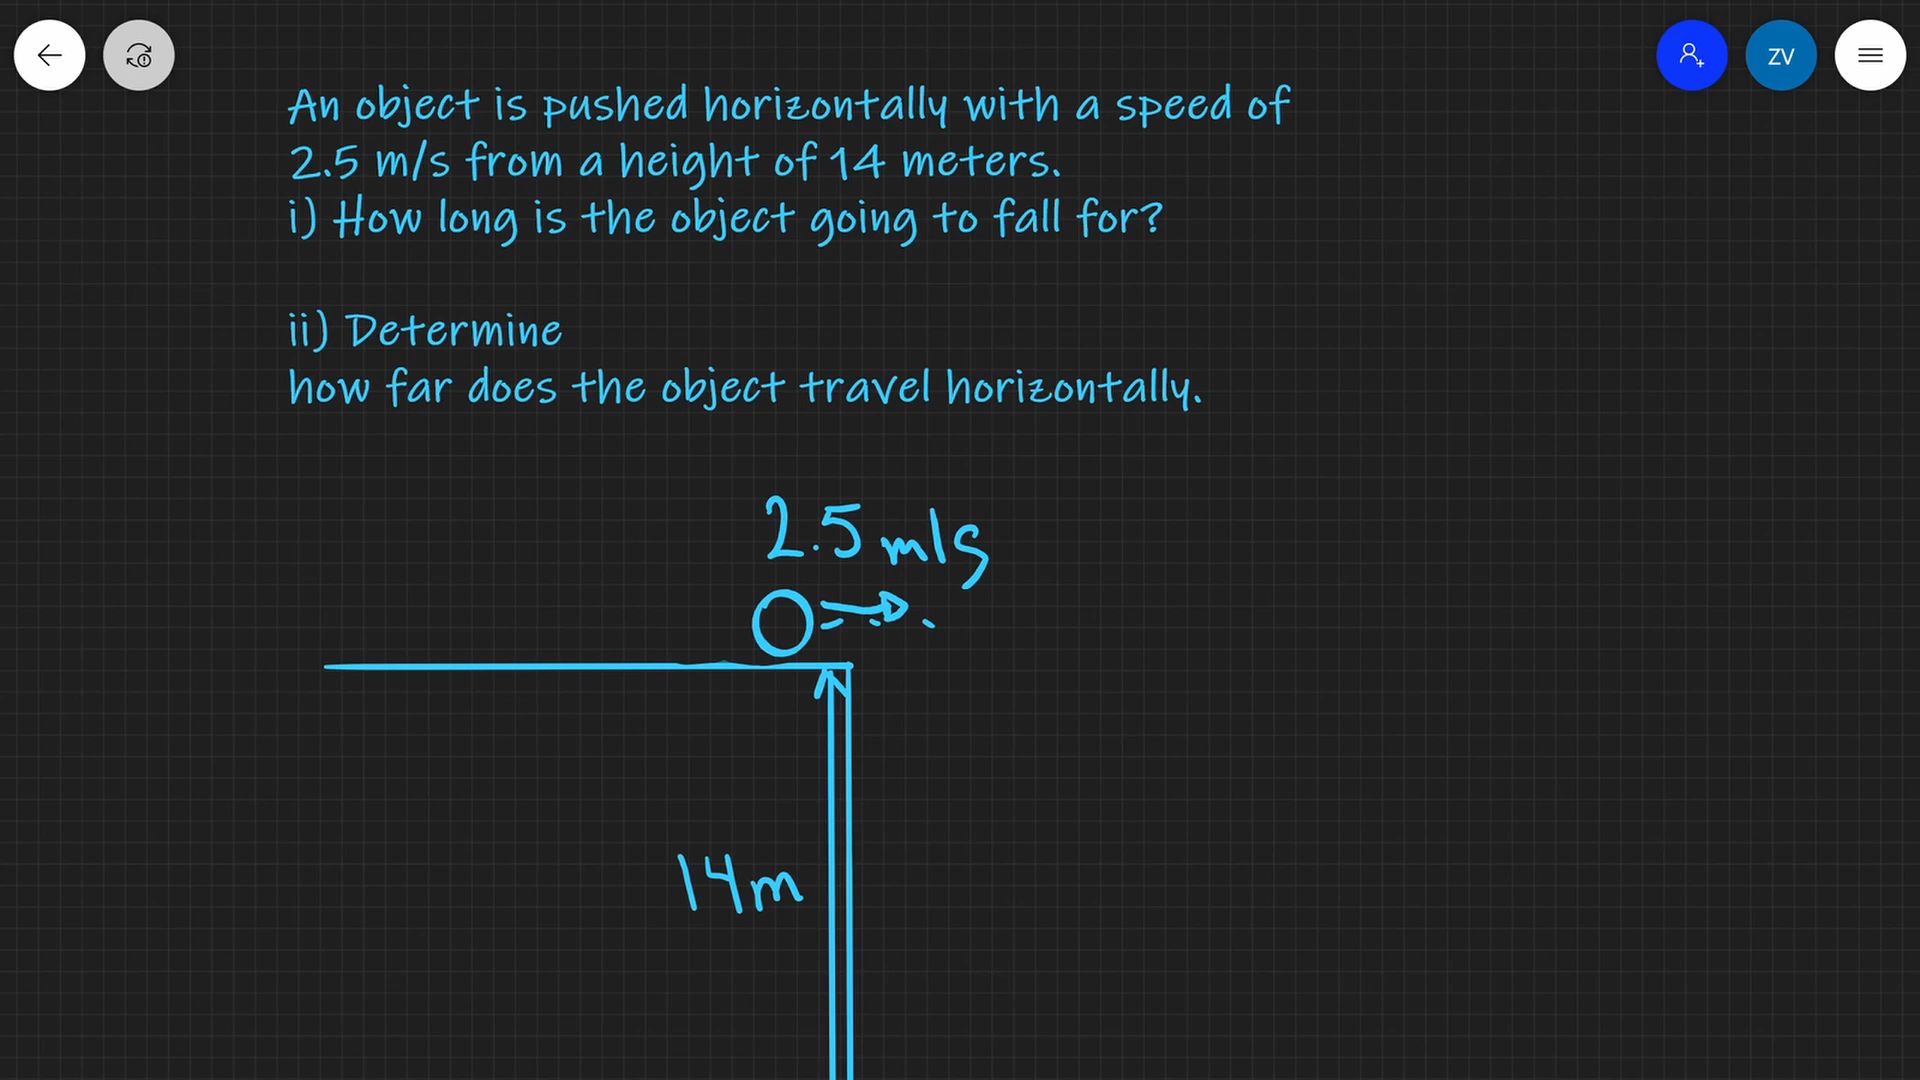 ZV
An object is pushed horizontally with a speed of
2.5 m/s from a height of 14 meters.
i) How long is the object going to fall for?
ii) Determine
how far does the object travel horizontally.
2.5 m/s
14m